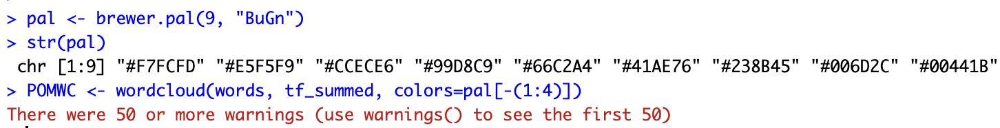 > pal <- brewer.pal(9, "BuGn")
> str(pal)
 chr [1:9] "#F7FCFD" "#E5F5F9" "#CCECE6" "#99D8C9" "#66C2A4" "#41AE76" "#238B45" "#006D2C" "#00441B"
> POMWC <- wordcloud(words, tf_summed, colors=pal[-(1:4)])
There were 50 or more warnings (use warnings() to see the first 50)